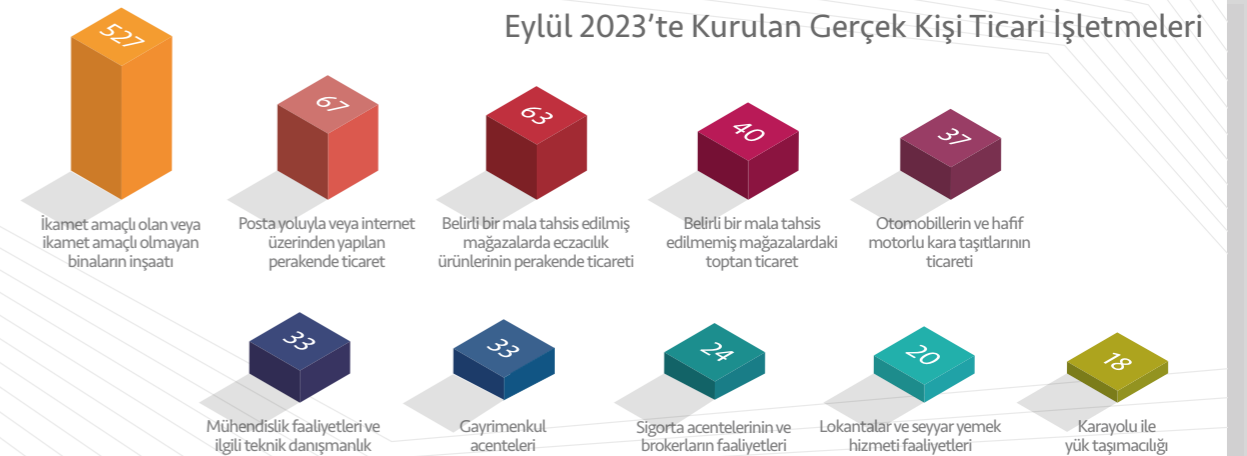 Eylül 2023’te Kurulan Gerçek Kişi Ticari İşletmeleri
527
67
63
40
37
İkamet amaçlı olan veya
ikamet amaçlı olmayan
binaların inşaatı
Posta yoluyla veya internet
üzerinden yapılan
perakende ticaret
Belirli bir mala tahsis edilmiş
mağazalarda eczacılık
ürünlerinin perakende ticareti
Belirli bir mala tahsis
edilmemiş mağazalardaki
toptan ticaret
Otomobillerin ve hafif
motorlu kara taşıtlarının
ticareti
33
33
24
20
18
Mühendislik faaliyetleri ve
ilgili teknik danışmanlık
Gayrimenkul
acenteleri
Sigorta acentelerinin ve
brokerların faaliyetleri
Lokantalar ve seyyar yemek
hizmeti faaliyetleri
Karayolu ile
yük taşımacılığı